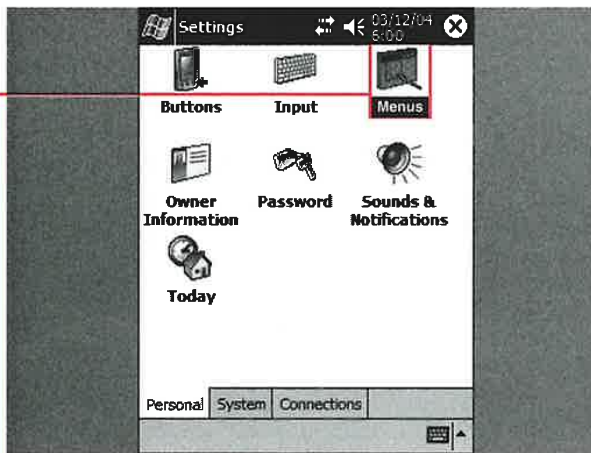 Settings
03/12/04
6:00
Buttons Input Menus
Owner Information Password Sounds & Notifications
Today
Personal System Connections